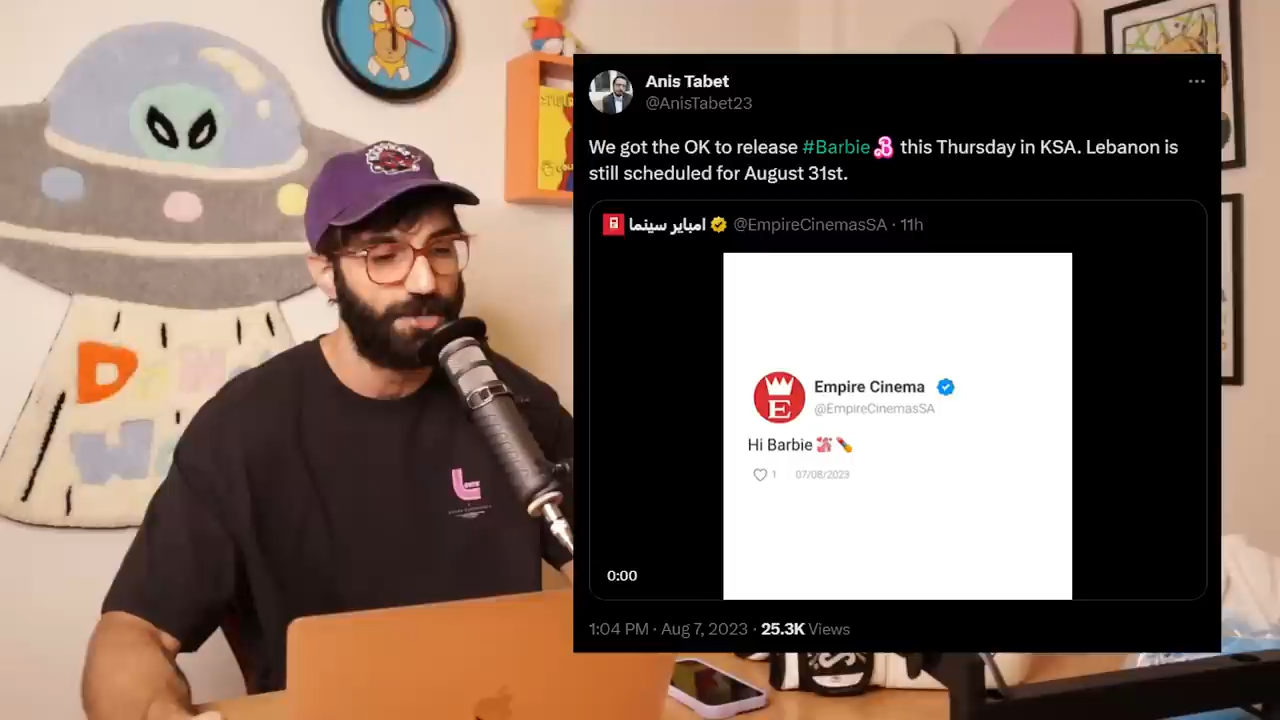 Anis Tabet
@AnisTabet23
We got the OK to release #Barbie this Thursday in KSA. Lebanon is
still scheduled for August 31st.
امباير سينما @EmpireCinemasSA · 11h
Empire Cinema
@EmpireCinemasSA
Hi Barbie
1 07/08/2023
0:00
1:04 PM · Aug 7, 2023 · 25.3K Views